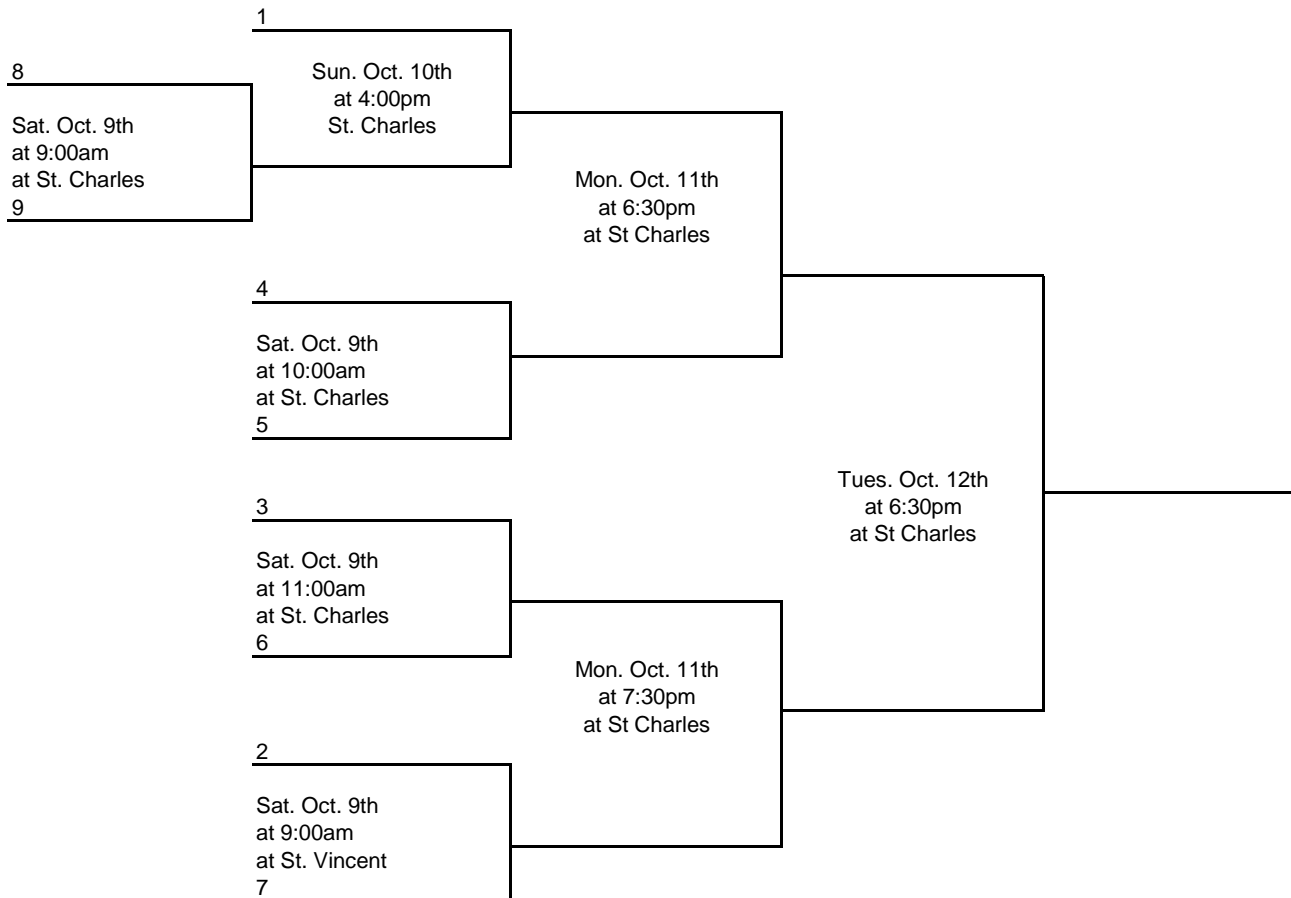 1
8
Sun. Oct. 10th
at 4:00pm
St. Charles
Sat. Oct. 9th
at 9:00am
at St. Charles
9
Mon. Oct. 11th
at 6:30pm
at St Charles
4
Sat. Oct. 9th
at 10:00am
at St. Charles
5
Tues. Oct. 12th
at 6:30pm
at St Charles
3
Sat. Oct. 9th
at 11:00am
at St. Charles
6
Mon. Oct. 11th
at 7:30pm
at St Charles
2
Sat. Oct. 9th
at 9:00am
at St. Vincent
7